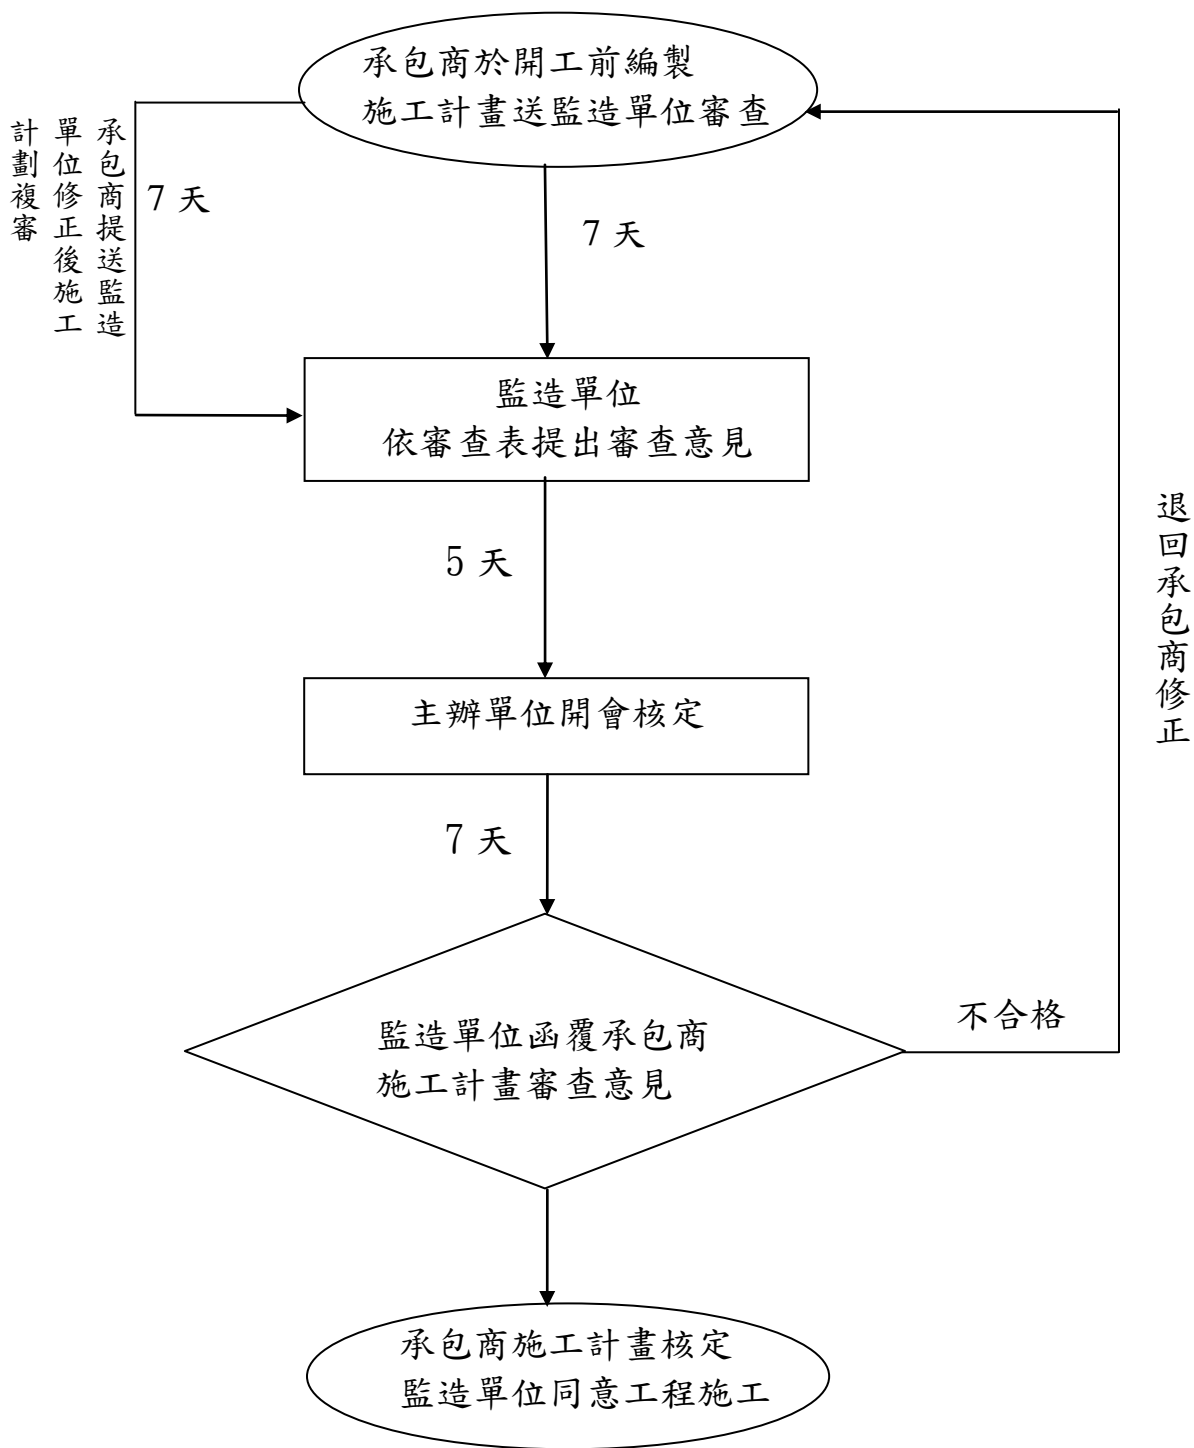 承包商於開工前編製
施工計畫送監造單位審查
承包商提送監造
單位修正後施工
計劃複審
7 天
7 天
監造單位
依審查表提出審查意見
5 天
退回承包商修正
主辦單位開會核定
7 天
不合格
監造單位函覆承包商
施工計畫審查意見
承包商施工計畫核定
監造單位同意工程施工